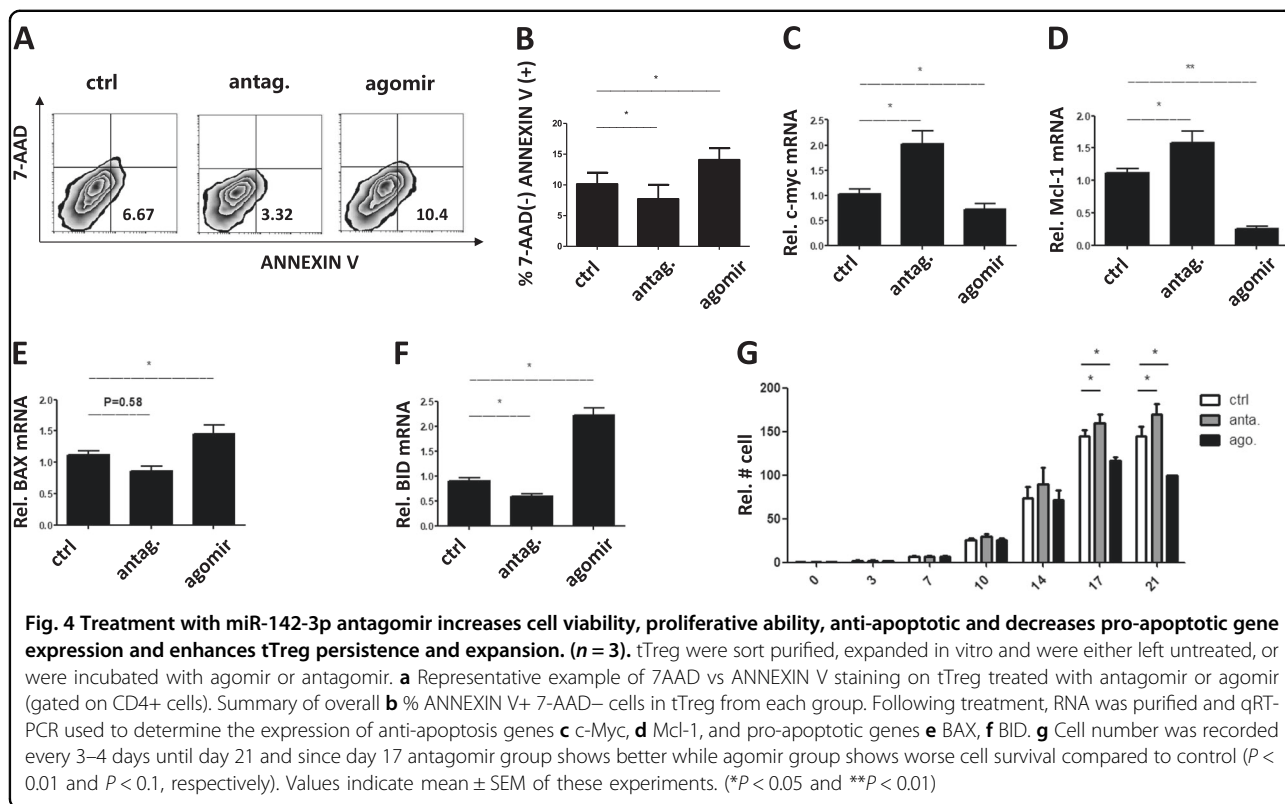 A
ctrl
antag.
agomir
7-AAD
6.67
3.32
10.4
ANNEXIN V
B
% 7-AAD(-) ANNEXIN V (+)
20
15
10
5
0
*
*
ctrl
antag.
agomir
C
Rel. c-myc mRNA
2.5
2.0
1.5
1.0
0.5
0.0
*
*
ctrl
antag.
agomir
D
Rel. Mcl-1 mRNA
2.0
1.5
1.0
0.5
0.0
**
*
ctrl
antag.
agomir
E
Rel. BAX mRNA
2.0
1.5
1.0
0.5
0.0
*
P=0.58
ctrl
antag.
agomir
F
Rel. BID mRNA
2.5
2.0
1.5
1.0
0.5
0.0
*
*
ctrl
antag.
agomir
G
Rel. # cell
200
150
100
50
0
*
*
*
*
ctrl
anta.
ago.
0
3
7
10
14
17
21
Fig. 4 Treatment with miR-142-3p antagomir increases cell viability, proliferative ability, anti-apoptotic and decreases pro-apoptotic gene
expression and enhances tTreg persistence and expansion. (n = 3). tTreg were sort purified, expanded in vitro and were either left untreated, or
were incubated with agomir or antagomir. a Representative example of 7AAD vs ANNEXIN V staining on tTreg treated with antagomir or agomir
(gated on CD4+ cells). Summary of overall b % ANNEXIN V+ 7-AAD− cells in tTreg from each group. Following treatment, RNA was purified and qRT-
PCR used to determine the expression of anti-apoptosis genes c c-Myc, d Mcl-1, and pro-apoptotic genes e BAX, f BID. g Cell number was recorded
every 3–4 days until day 21 and since day 17 antagomir group shows better while agomir group shows worse cell survival compared to control (P <
0.01 and P < 0.1, respectively). Values indicate mean ± SEM of these experiments. (*P < 0.05 and **P < 0.01)